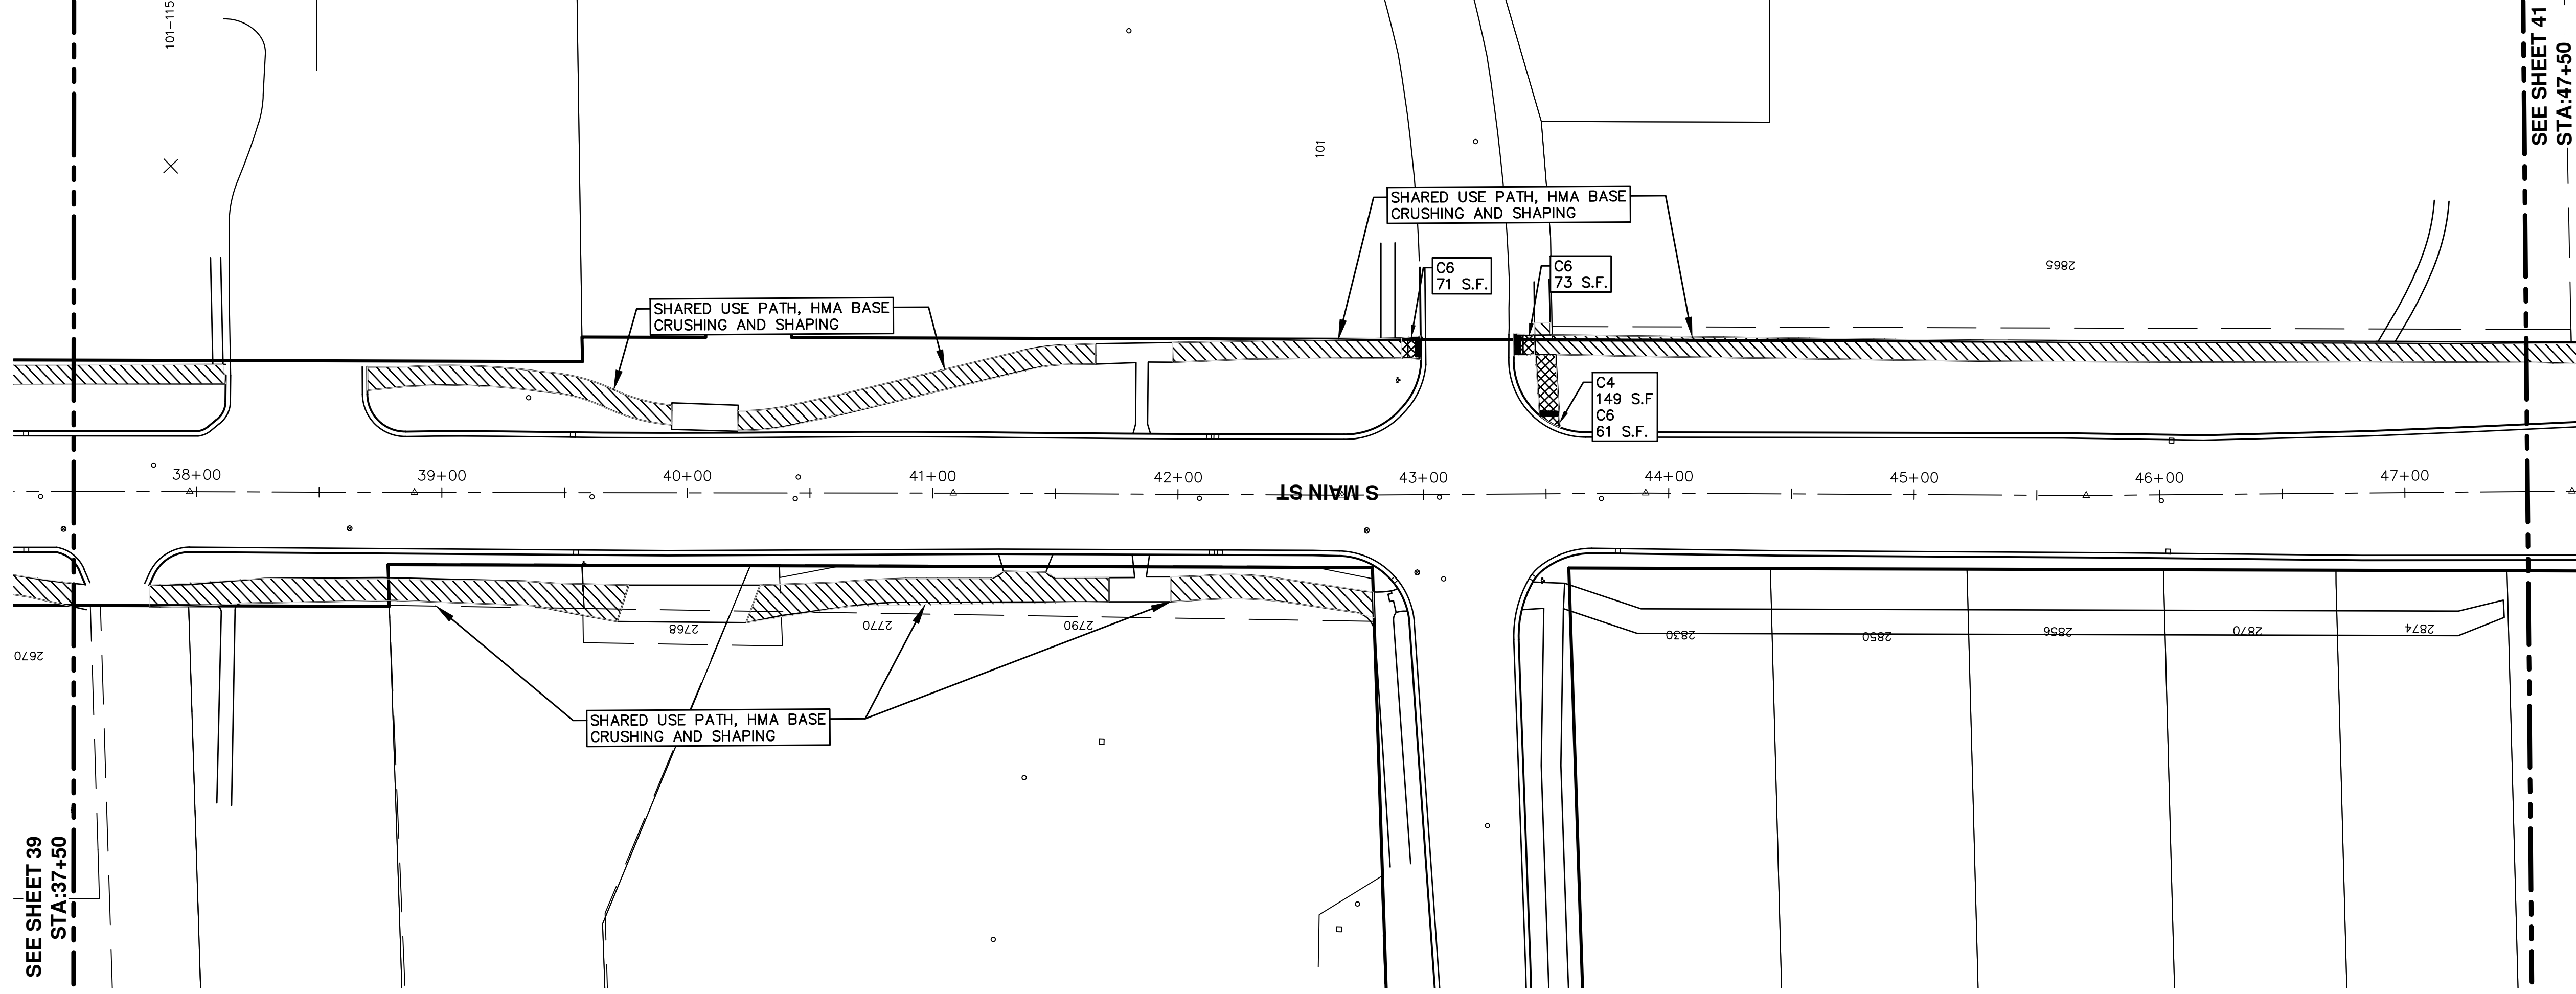 101-115
SEE SHEET 41
STA:47+50
101
SHARED USE PATH, HMA BASE
CRUSHING AND SHAPING
C6
71 S.F.
C6
73 S.F.
2865
SHARED USE PATH, HMA BASE
CRUSHING AND SHAPING
C4
149 S.F
C6
61 S.F.
38+00
39+00
40+00
41+00
42+00
43+00
44+00
45+00
46+00
47+00
S MAIN ST
2670
2768
2770
2790
2830
2850
2856
2870
2874
SHARED USE PATH, HMA BASE
CRUSHING AND SHAPING
SEE SHEET 39
STA:37+50